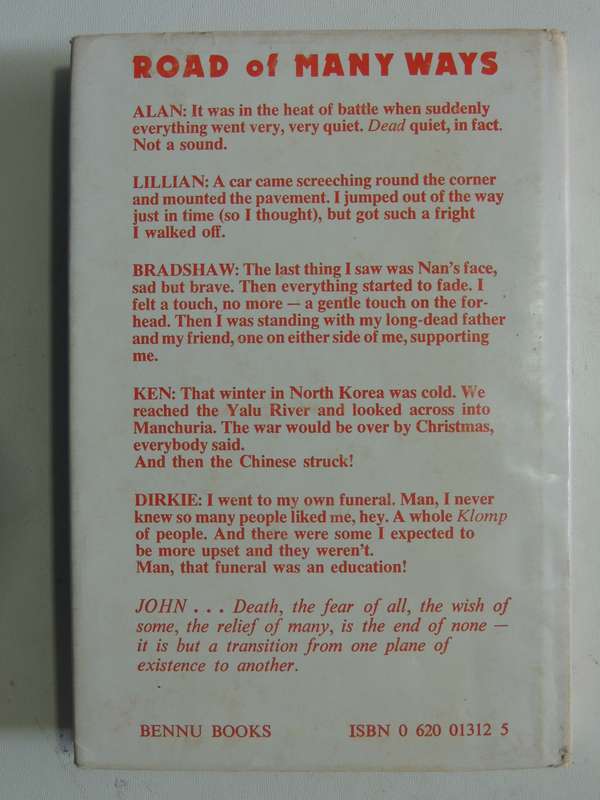 ROAD of MANY WAYS
ALAN: It was in the heat of battle when suddenly
everything went very, very quiet. Dead quiet, in fact.
Not a sound.
LILLIAN: A car came screeching round the corner
and mounted the pavement. I jumped out of the way
just in time (so I thought), but got such a fright
I walked off.
BRADSHAW: The last thing I saw was Nan's face,
sad but brave. Then everything started to fade. I
felt a touch, no more — a gentle touch on the for-
head. Then I was standing with my long-dead father
and my friend, one on either side of me, supporting
me.
KEN: That winter in North Korea was cold. We
reached the Yalu River and looked across into
Manchuria. The war would be over by Christmas,
everybody said.
And then the Chinese struck!
DIRKIE: I went to my own funeral. Man, I never
knew so many people liked me, hey. A whole Klomp
of people. And there were some I expected to
be more upset and they weren't.
Man, that funeral was an education!
JOHN . . . Death, the fear of all, the wish of
some, the relief of many, is the end of none —
it is but a transition from one plane of
existence to another.
BENNU BOOKS ISBN 0 620 01312 5